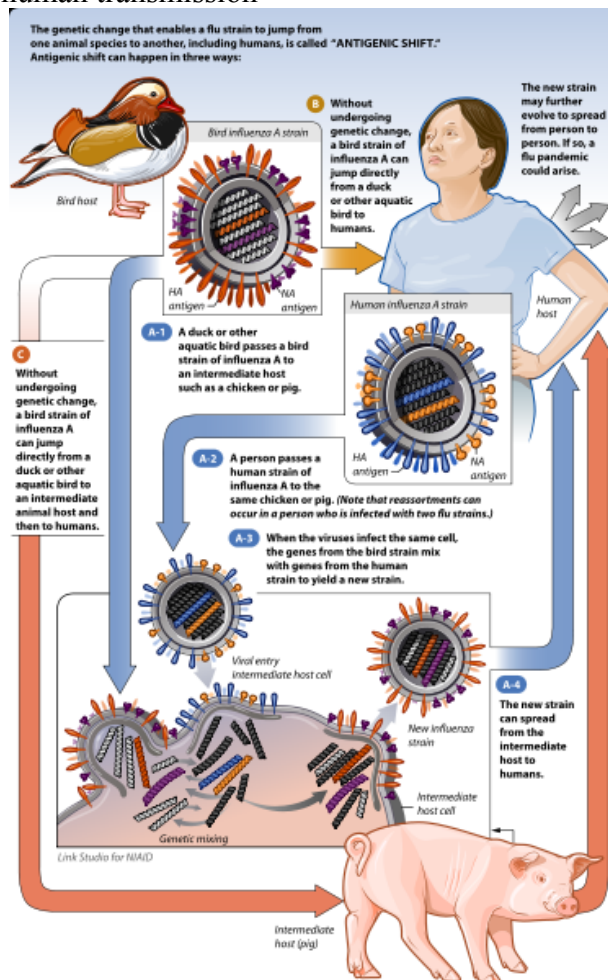 human transmission
The genetic change that enables a flu strain to jump from
one animal species to another, including humans, is called "ANTIGENIC SHIFT."
Antigenic shift can happen in three ways:
The new strain
may further
evolve to spread
from person to
person. If so, a
flu pandemic
could arise.
B
Without
undergoing
genetic change,
a bird strain of
influenza A can
jump directly
from a duck
or other aquatic
bird to
humans.
Bird influenza A strain
Bird host
HA
antigen
NA
antigen
Human
host
Human influenza A strain
HA
antigen
NA
antigen
A-1
A duck or other
aquatic bird passes a bird
strain of influenza A to
an intermediate host
such as a chicken or pig.
C
Without
undergoing
genetic change,
a bird strain of
influenza A
can jump
directly from a
duck or other
aquatic bird to
an intermediate
animal host and
then to humans.
A-2
A person passes a
human strain of
influenza A to the
same chicken or pig. (Note that reassortments can
occur in a person who is infected with two flu strains.)
A-3
When the viruses infect the same cell,
the genes from the bird strain mix
with genes from the human
strain to yield a new strain.
Viral entry
Intermediate host cell
New influenza
strain
A-4
The new strain
can spread
from the
intermediate
host to
humans.
Intermediate
host cell
Genetic mixing
Link Studio for NIAID
Intermediate
host (pig)